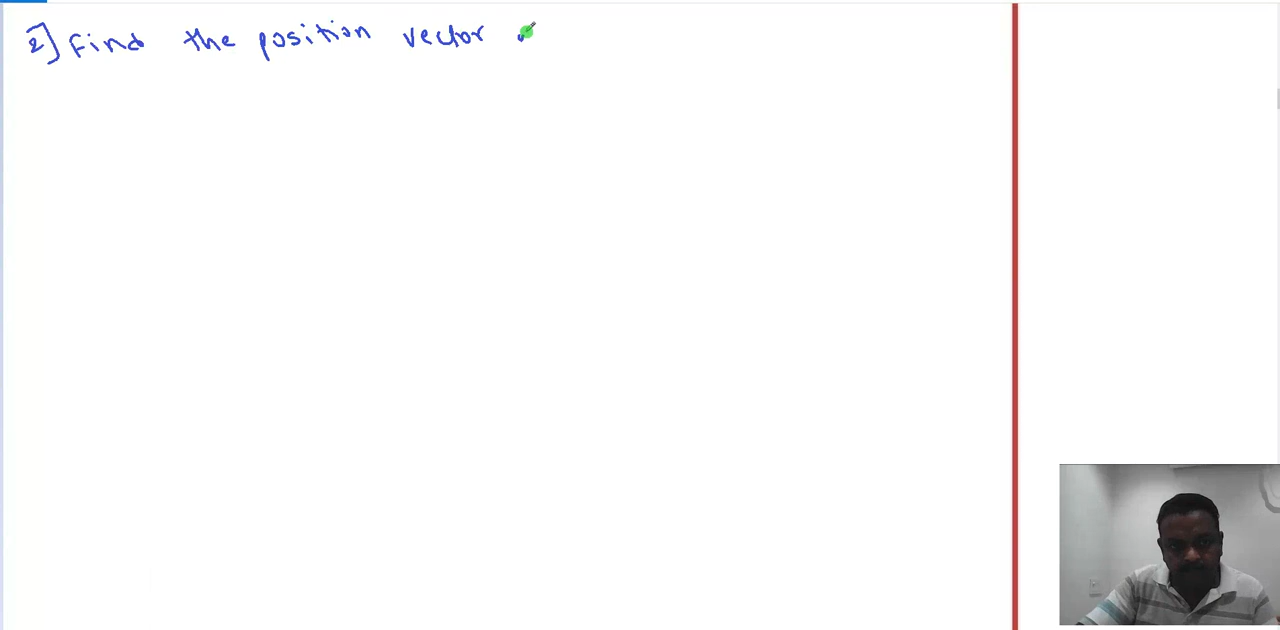 2] Find the position vector